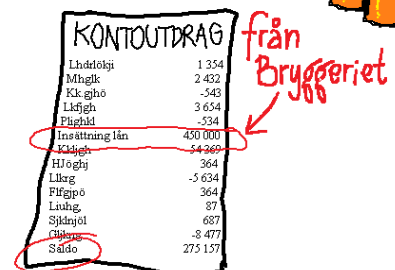 KONTOUTDRAG
från
Bryggeriet
Lhdrlökji 1 354
Mhglk 2 432
Kk.gjhö -543
Lkfjgh 3 654
Plighkl -534
Insättning lån 450 000
Kkljgh 54 369
HJöghj 364
Llkrg -5 634
Flfgjpö 364
Liuhg, 87
Sjklnjöl 687
-8 477
Saldo 275 157